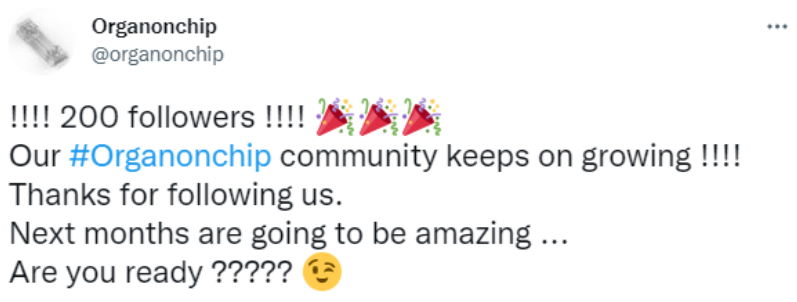 Organonchip
@organonchip
!!!! 200 followers !!!! 🎉🎉🎉
Our #Organonchip community keeps on growing !!!!
Thanks for following us.
Next months are going to be amazing ...
Are you ready ????? 😉